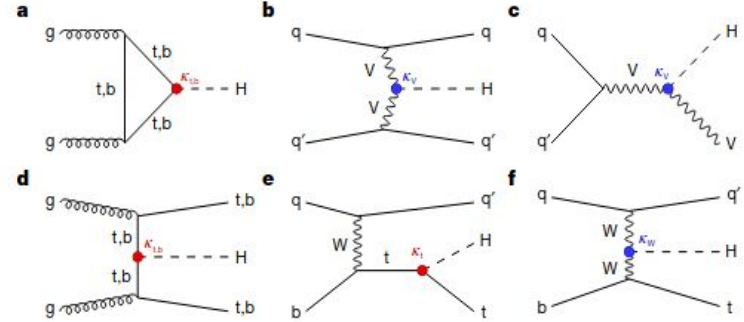 a
g
t,b
κt,b
t,b
H
t,b
g
b
q
q
V
κV
H
V
q′
q′
c
q
H
V
κV
q′
V
d
g
t,b
t,b
κt,b
H
t,b
g
t,b
e
q
q′
W
H
t
κt
b
t
f
q
q′
W
κW
H
W
b
t